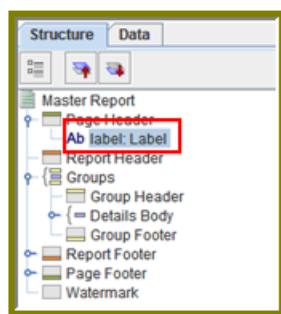 Structure Data
Master Report
Page Header
Ab label: Label
Report Header
Groups
Group Header
Details Body
Group Footer
Report Footer
Page Footer
Watermark